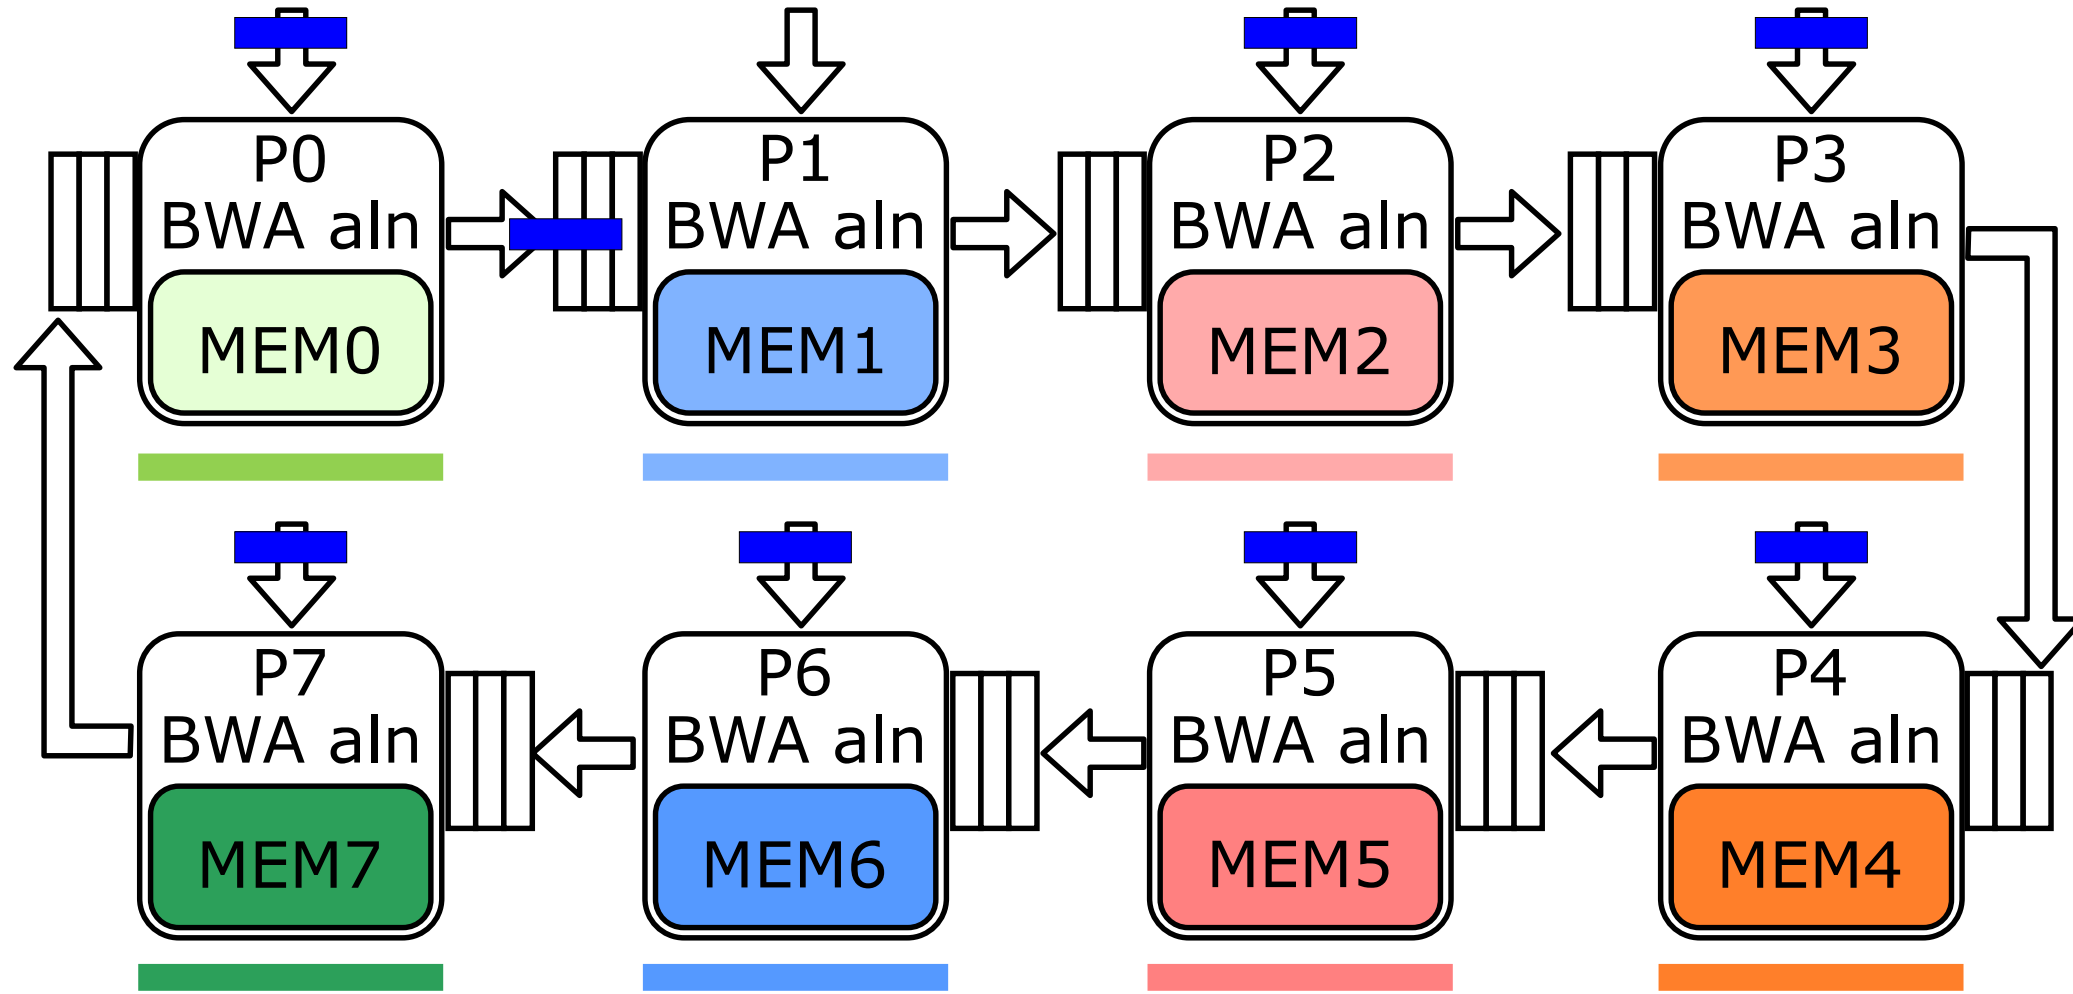 P0
BWA aln
MEM0
P1
BWA aln
MEM1
P2
BWA aln
MEM2
P3
BWA aln
MEM3
P7
BWA aln
MEM7
P6
BWA aln
MEM6
P5
BWA aln
MEM5
P4
BWA aln
MEM4